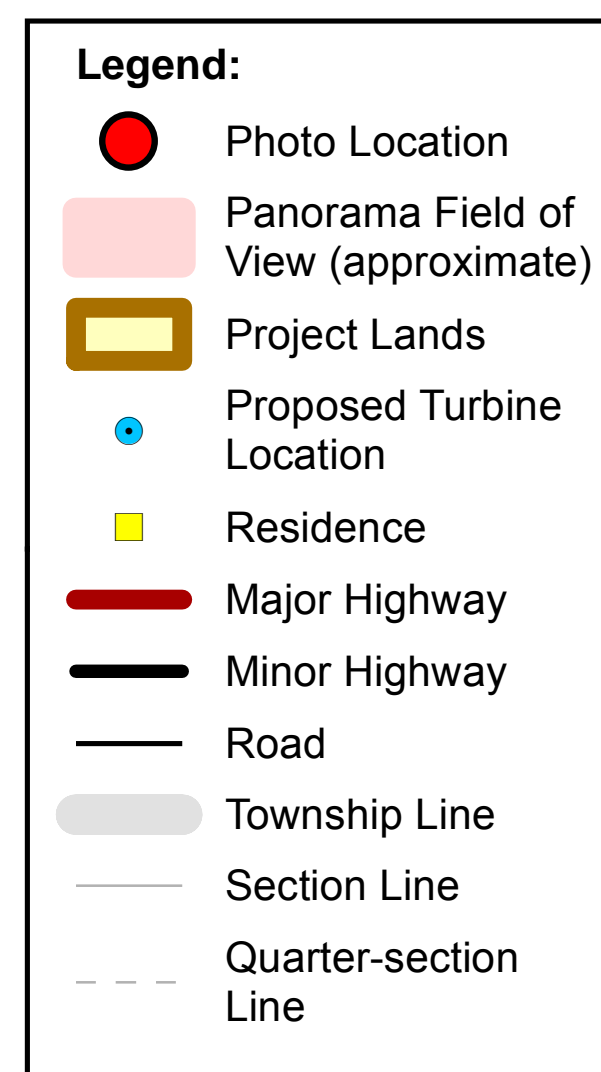 Legend:
Photo Location
Panorama Field of
View (approximate)
Project Lands
Proposed Turbine
Location
Residence
Major Highway
Minor Highway
Road
Township Line
Section Line
Quarter-section
Line